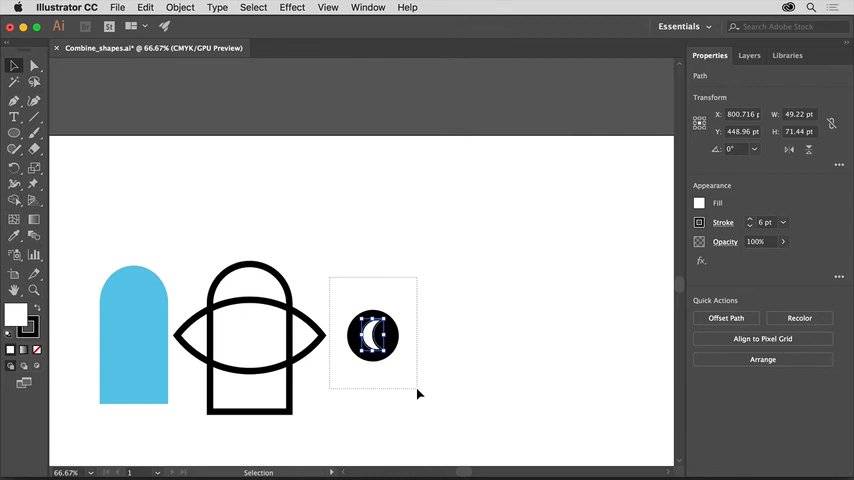 Illustrator CC File Edit Object Type Select Effect View Window Help
Ai Br St Essentials Search Adobe Stock
× Combine_shapes.ai* @ 66.67% (CMYK/GPU Preview)
Properties Layers Libraries
Path
Transform
X: 800.716 p W: 49.22 pt
Y: 448.96 pt H: 71.44 pt
0°
Appearance
Fill
Stroke 6 pt
Opacity 100%
fx.
Quick Actions
Offset Path Recolor
Align to Pixel Grid
Arrange
66.67% 1 Selection